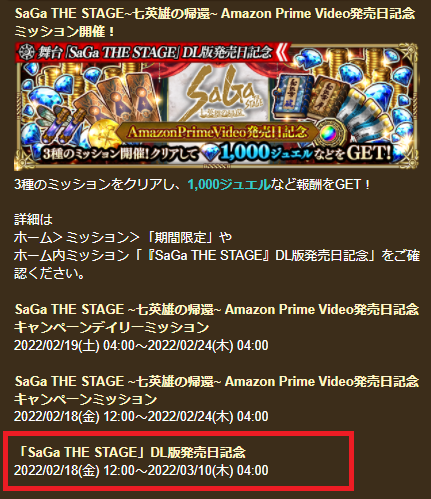 SaGa THE STAGE~七英雄の帰還~ Amazon Prime Video発売日記念
ミッション開催！
舞台「SaGa THE STAGE」DL版発売日記念
SaGa
AmazonPrimeVideo発売日記念
3種のミッション開催!クリアして 1,000ジュエルなどをGET!
3種のミッションをクリアし、1,000ジュエルなど報酬をGET！
詳細は
ホーム＞ミッション＞「期間限定」や
ホーム内ミッション「『SaGa THE STAGE』DL版発売日記念」をご確
認ください。
SaGa THE STAGE ~七英雄の帰還~ Amazon Prime Video発売日記念
キャンペーンデイリーミッション
2022/02/19(土) 04:00～2022/02/24(木) 04:00
SaGa THE STAGE ~七英雄の帰還~ Amazon Prime Video発売日記念
キャンペーンミッション
2022/02/18(金) 12:00～2022/02/24(木) 04:00
「SaGa THE STAGE」DL版発売日記念
2022/02/18(金) 12:00～2022/03/10(木) 04:00